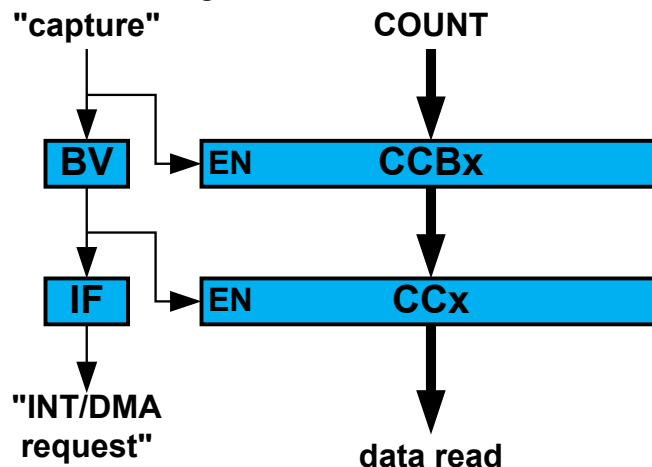 "capture" COUNT
BV EN CCBx
IF EN CCx
"INT/DMA
request" data read